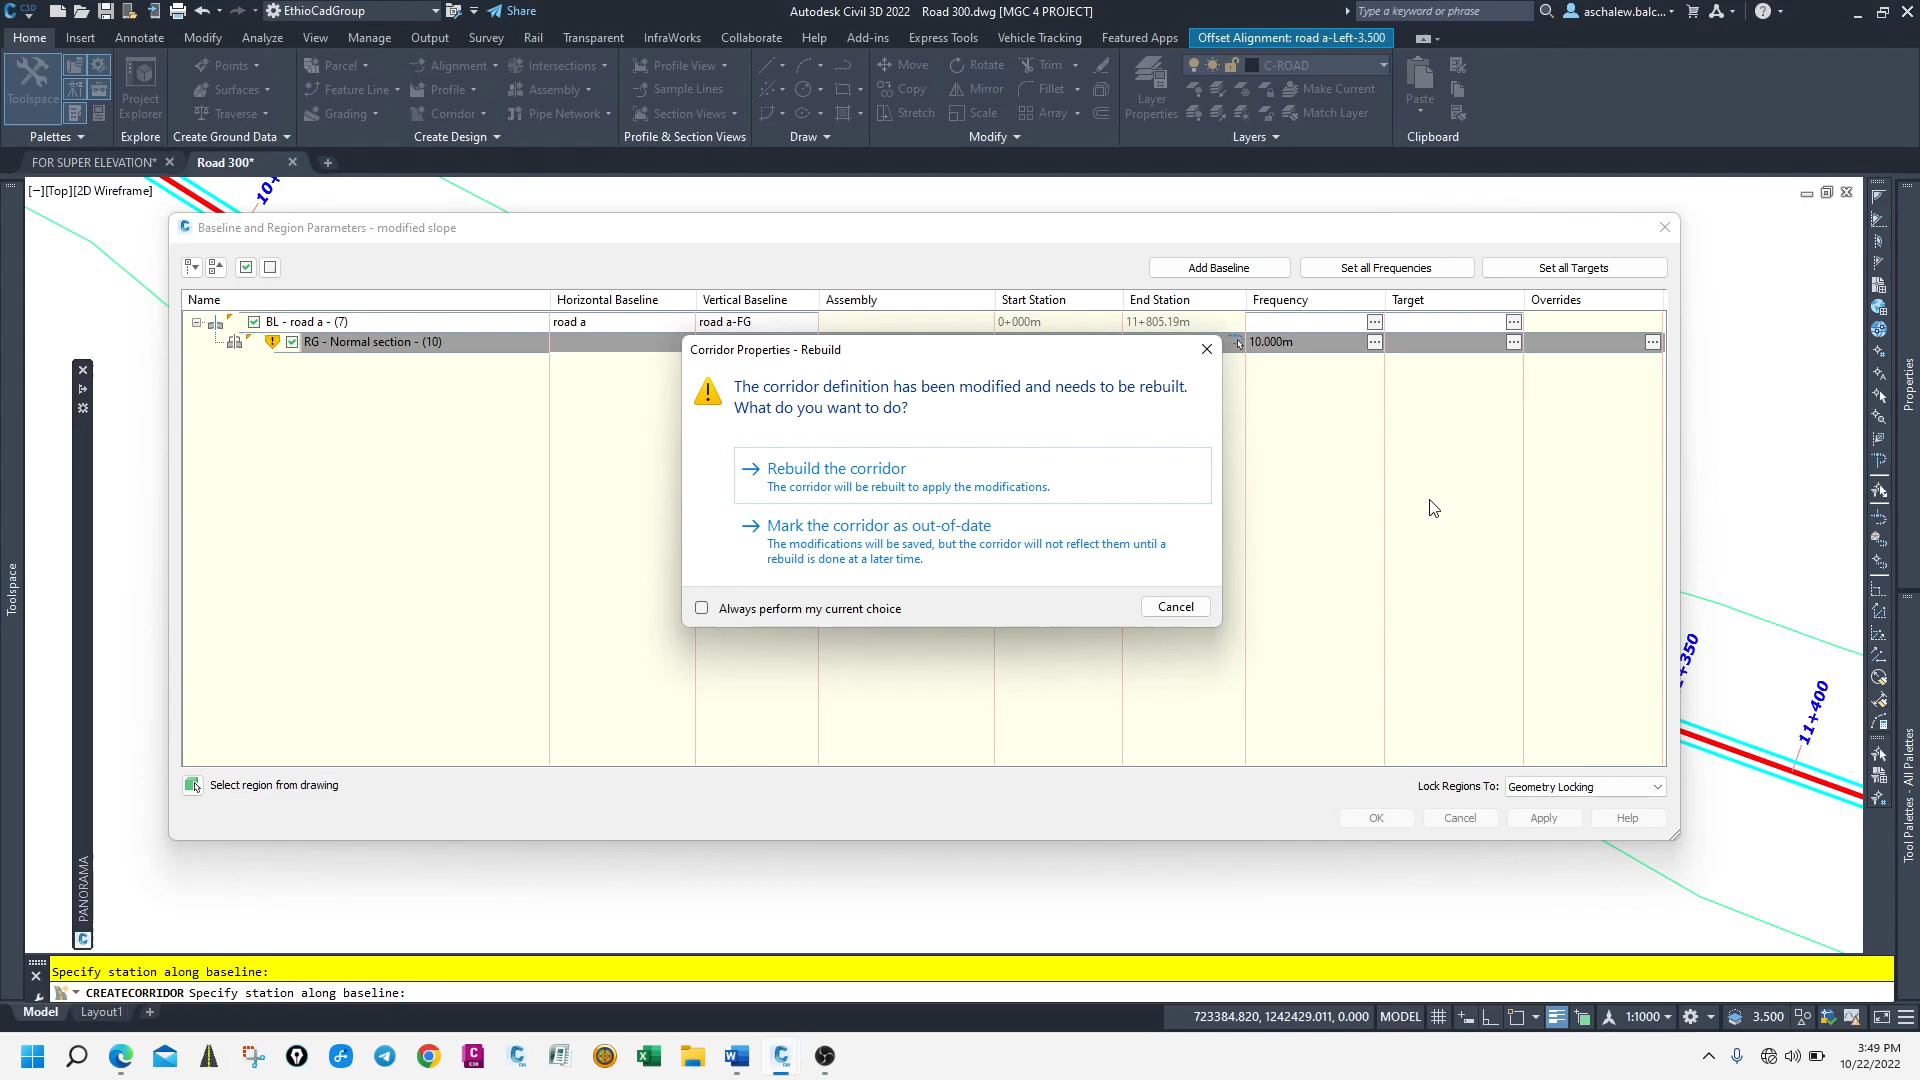 C3D
EthioCadGroup
Share
Autodesk Civil 3D 2022 Road 300.dwg [MGC 4 PROJECT]
Type a keyword or phrase
aschalew.balc...
Home Insert Annotate Modify Analyze View Manage Output Survey Rail Transparent InfraWorks Collaborate Help Add-ins Express Tools Vehicle Tracking Featured Apps Offset Alignment: road a-Left-3.500
Points Parcel Alignment Intersections Profile View Move Rotate Trim C-ROAD
Surfaces Feature Line Profile Assembly Sample Lines Copy Mirror Fillet Make Current
Toolspace Project Explorer Layer Properties Paste
Traverse Grading Corridor Pipe Network Section Views Stretch Scale Array Match Layer
Palettes Explore Create Ground Data Create Design Profile & Section Views Draw Modify Layers Clipboard
FOR SUPER ELEVATION* Road 300*
[−][Top][2D Wireframe]
Baseline and Region Parameters - modified slope
Add Baseline Set all Frequencies Set all Targets
Name Horizontal Baseline Vertical Baseline Assembly Start Station End Station Frequency Target Overrides
BL - road a - (7) road a road a-FG 0+000m 11+805.19m
RG - Normal section - (10) 10.000m
Corridor Properties - Rebuild
The corridor definition has been modified and needs to be rebuilt.
What do you want to do?
Rebuild the corridor
The corridor will be rebuilt to apply the modifications.
Mark the corridor as out-of-date
The modifications will be saved, but the corridor will not reflect them until a
rebuild is done at a later time.
Always perform my current choice
Cancel
Select region from drawing
Lock Regions To: Geometry Locking
OK Cancel Apply Help
Toolspace
PANORAMA
Properties
Tool Palettes - All Palettes
11+400
Specify station along baseline:
CREATECORRIDOR Specify station along baseline:
Model Layout1
723384.820, 1242429.011, 0.000 MODEL 1:1000 3.500
3:49 PM
10/22/2022